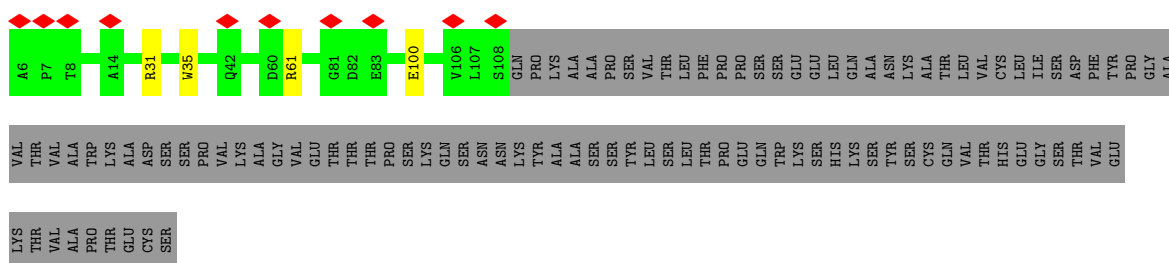 A6 P7 T8 A14 R31 W35 Q42 D60 R61 G81 D82 E83 E100 V106 L107 S108 GLN PRO LYS ALA ALA PRO SER VAL THR LEU PHE PRO PRO SER SER GLU GLU LEU GLN ALA ASN LYS ALA THR LEU VAL CYS LEU ILE SER ASP PHE TYR PRO GLY ALA
VAL THR VAL ALA TRP LYS ALA ASP SER SER PRO VAL LYS ALA GLY VAL GLU THR THR THR PRO SER LYS GLN SER ASN ASN LYS TYR ALA ALA SER SER TYR LEU SER LEU THR PRO GLU GLN TRP LYS SER HIS LYS SER TYR SER CYS GLN VAL THR HIS GLU GLY SER THR VAL GLU
LYS THR VAL ALA PRO THR GLU CYS SER